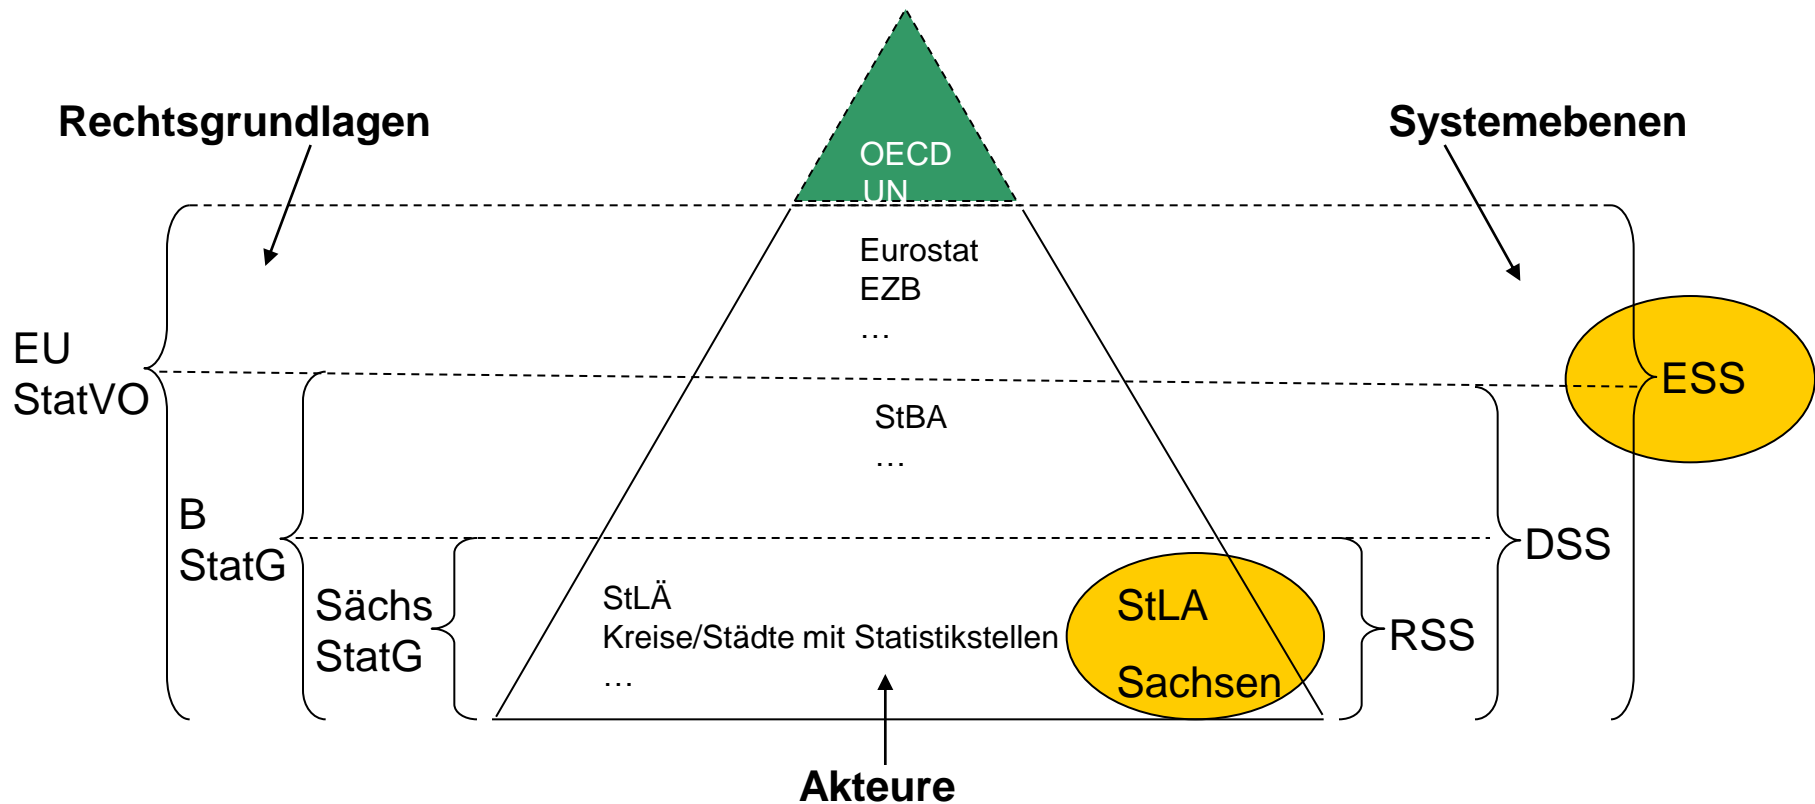 Rechtsgrundlagen
Systemebenen
OECD
UN
Eurostat
EZB
…
EU
StatVO
ESS
StBA
…
B
StatG
DSS
Sächs
StatG
StLÄ
Kreise/Städte mit Statistikstellen
…
StLA
Sachsen
RSS
Akteure